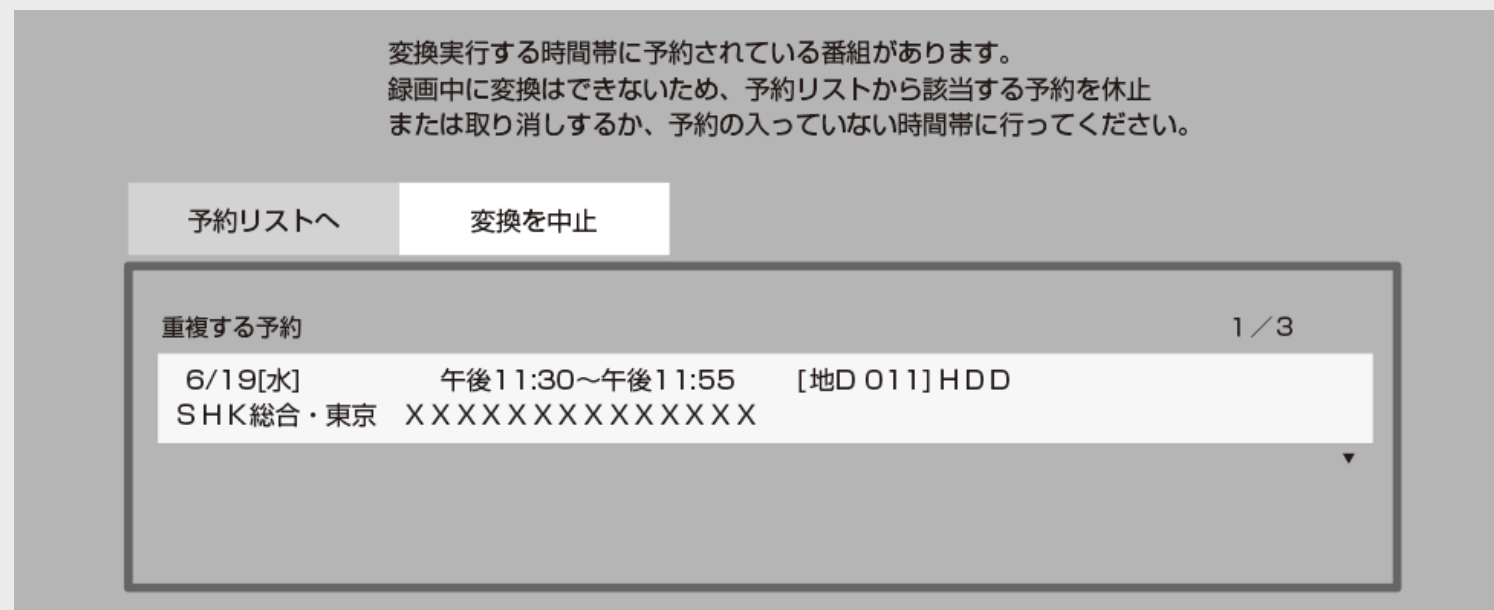 変換実行する時間帯に予約されている番組があります。
録画中に変換はできないため、予約リストから該当する予約を休止
または取り消しするか、予約の入っていない時間帯に行ってください。
予約リストへ 変換を中止
重複する予約 1／3
6/19[水] 午後11:30～午後11:55 [地D 011] HDD
SHK総合・東京 XXXXXXXXXXXXXX
▼